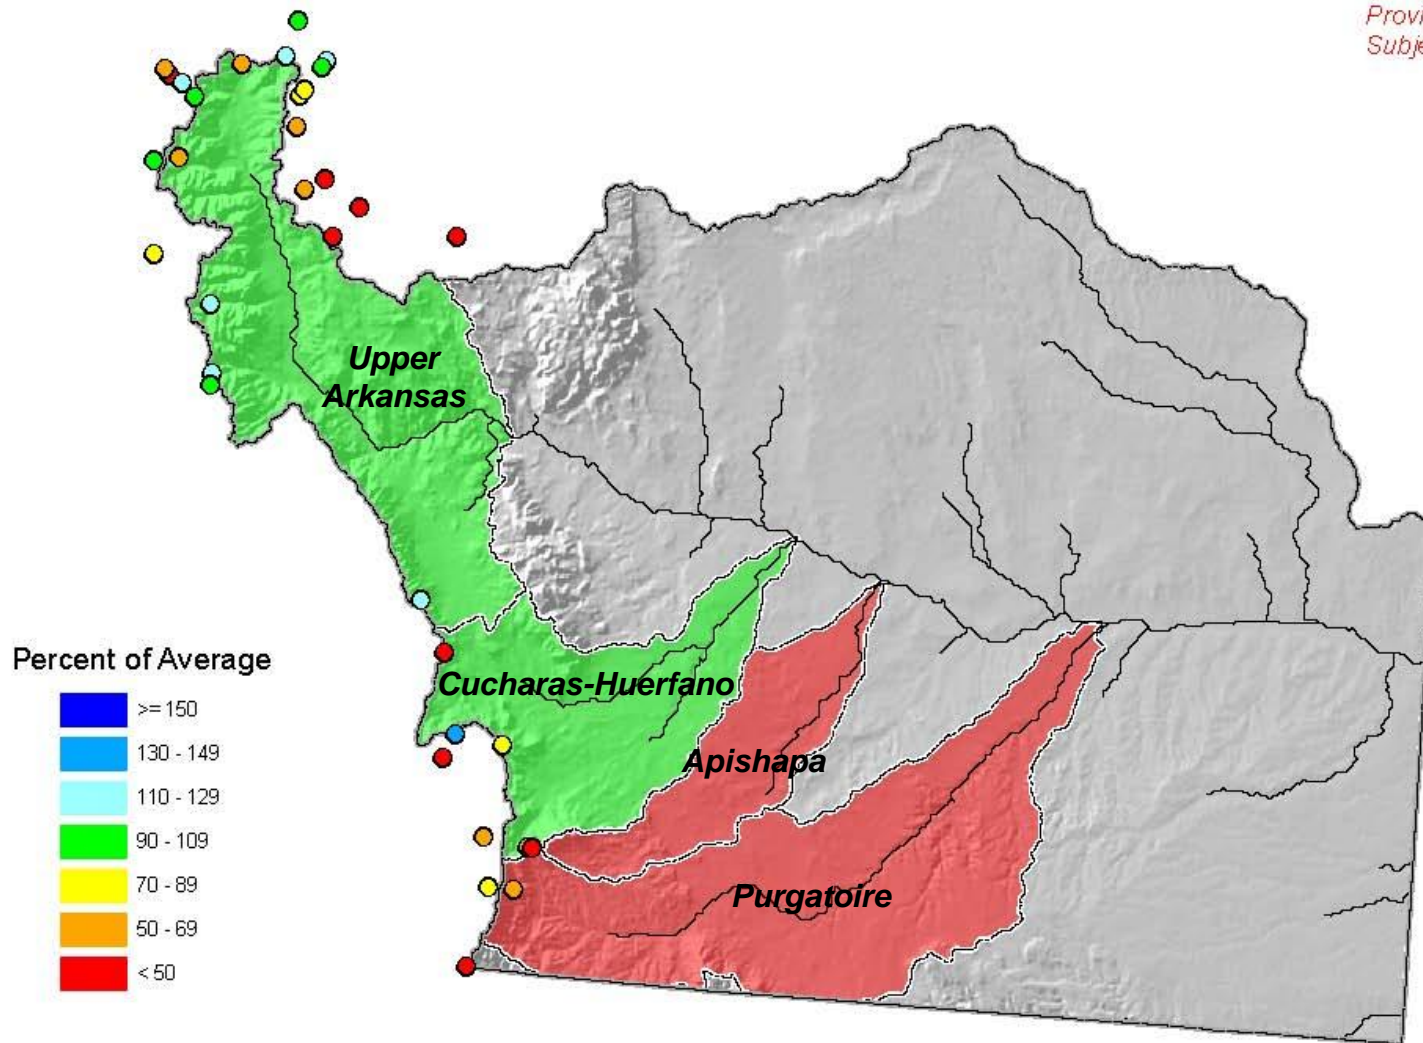 Upper
Arkansas
Percent of Average
>= 150
130 - 149
110 - 129
90 - 109
70 - 89
50 - 69
< 50
Cucharas-Huerfano
Apishapa
Purgatoire